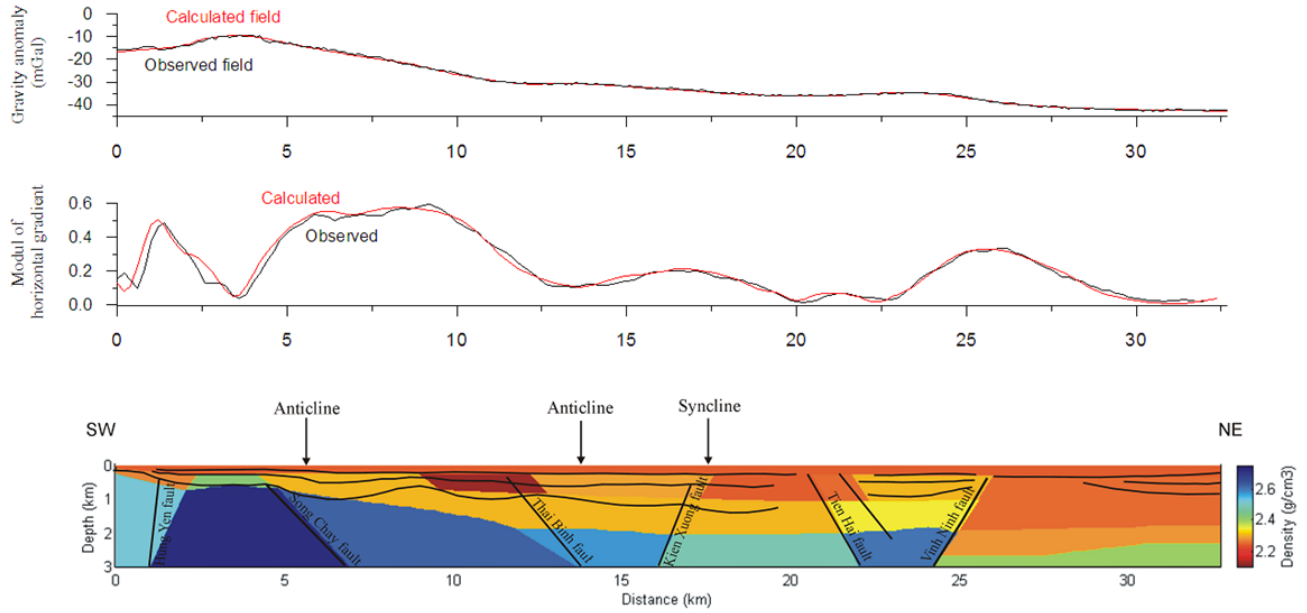 Gravity anomaly
(mGal)
0
-10
-20
-30
-40
Calculated field
Observed field
0 5 10 15 20 25 30
Modul of
horizontal gradient
0.6
0.4
0.2
0.0
Calculated
Observed
0 5 10 15 20 25 30
Anticline Anticline Syncline
SW NE
Depth (km)
0
1
2
3
Hung Yen fault
Song Chay fault
Thai Binh fault
Kien Xuong fault
Tien Hai fault
Vinh Ninh fault
0 5 10 15 20 25 30
Distance (km)
2.6
2.4
2.2
Density (g/cm3)